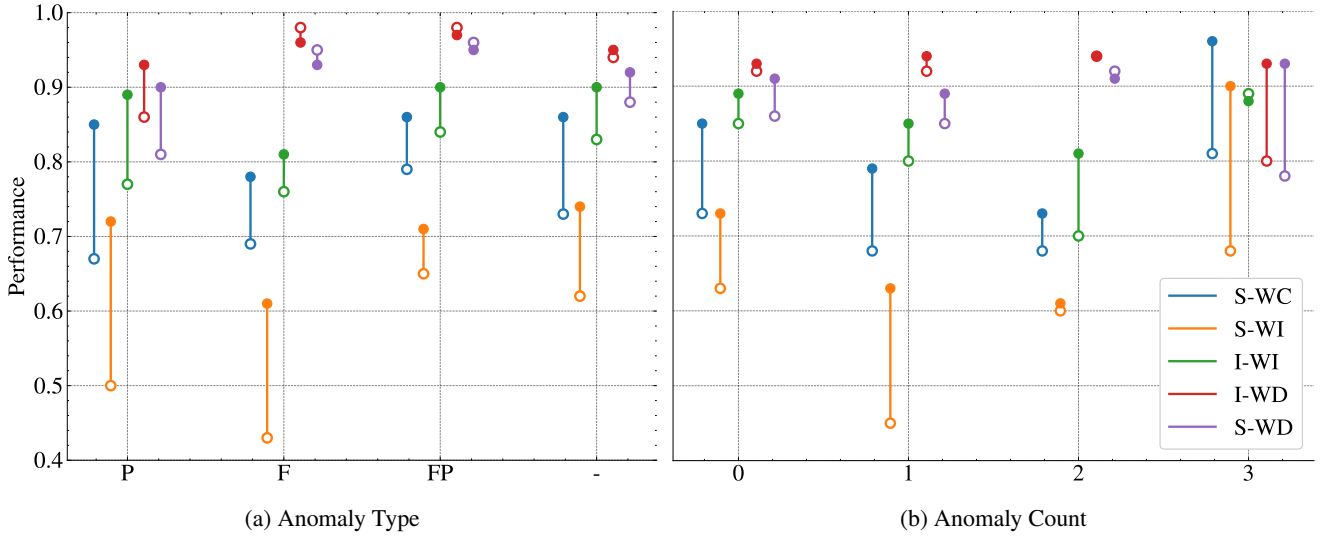 1.0
0.9
0.8
0.7
0.6
0.5
0.4
Performance
P F FP -
(a) Anomaly Type
0 1 2 3
(b) Anomaly Count
S-WC
S-WI
I-WI
I-WD
S-WD